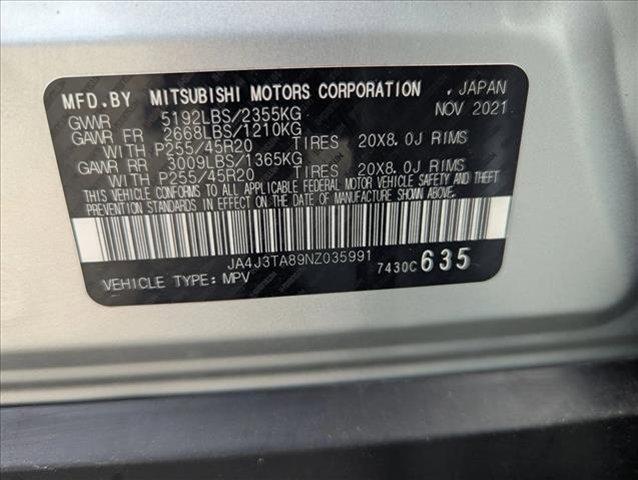 MFD.BY MITSUBISHI MOTORS CORPORATION , JAPAN
GVWR 5192LBS/2355KG NOV 2021
GAWR FR 2668LBS/1210KG
WITH P255/45R20 TIRES 20X8.0J RIMS
GAWR RR 3009LBS/1365KG
WITH P255/45R20 TIRES 20X8.0J RIMS
THIS VEHICLE CONFORMS TO ALL APPLICABLE FEDERAL MOTOR VEHICLE SAFETY AND THEFT
PREVENTION STANDARDS IN EFFECT ON THE DATE OF MANUFACTURE SHOWN ABOVE.
JA4J3TA89NZ035991
VEHICLE TYPE: MPV 7430C 635